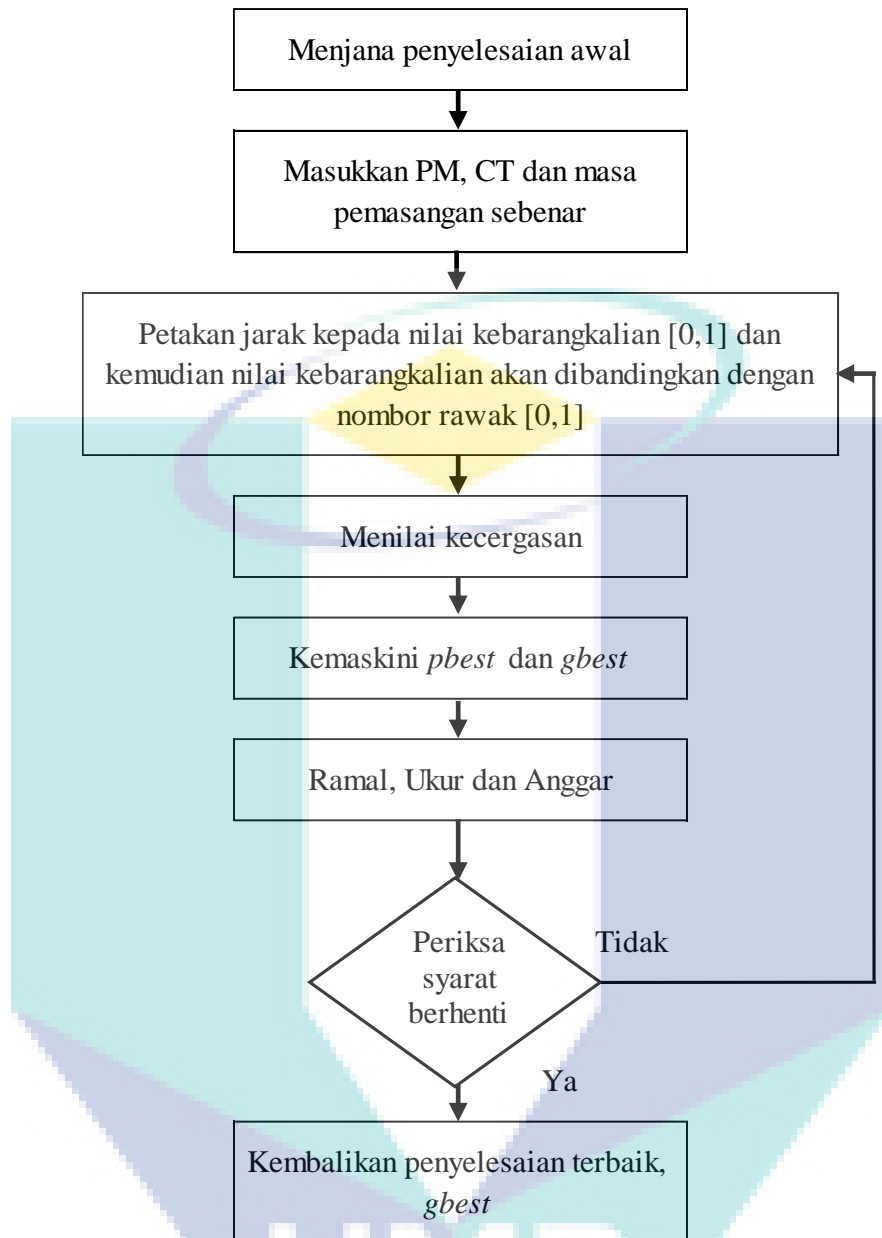 Menjana penyelesaian awal
Masukkan PM, CT dan masa
pemasangan sebenar
Petakan jarak kepada nilai kebarangkalian [0,1] dan
kemudian nilai kebarangkalian akan dibandingkan dengan
nombor rawak [0,1]
Menilai kecergasan
Kemaskini pbest dan gbest
Ramal, Ukur dan Anggar
Periksa
syarat
berhenti
Tidak
Ya
Kembalikan penyelesaian terbaik,
gbest